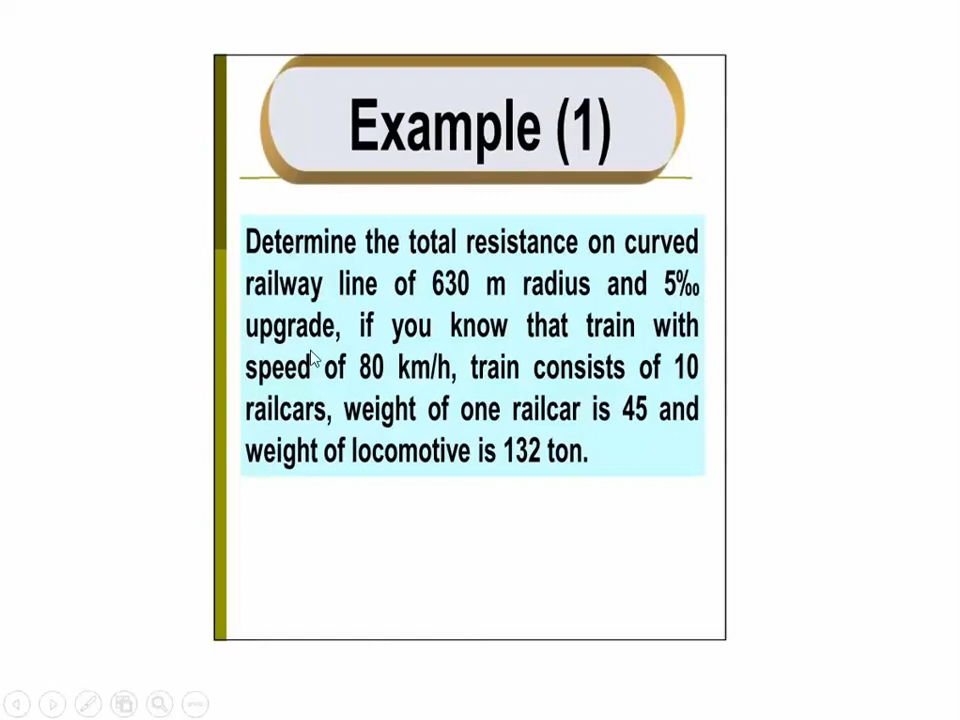 Example (1)
Determine the total resistance on curved
railway line of 630 m radius and 5‰
upgrade, if you know that train with
speed of 80 km/h, train consists of 10
railcars, weight of one railcar is 45 and
weight of locomotive is 132 ton.